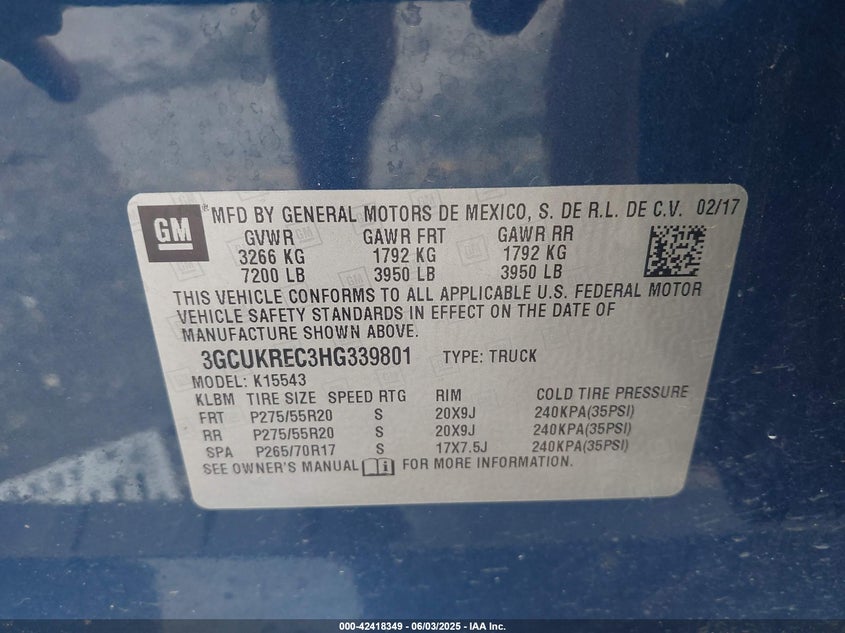 GM
MFD BY GENERAL MOTORS DE MEXICO, S. DE R.L. DE C.V. 02/17
GVWR GAWR FRT GAWR RR
3266 KG 1792 KG 1792 KG
7200 LB 3950 LB 3950 LB
THIS VEHICLE CONFORMS TO ALL APPLICABLE U.S. FEDERAL MOTOR
VEHICLE SAFETY STANDARDS IN EFFECT ON THE DATE OF
MANUFACTURE SHOWN ABOVE.
3GCUKREC3HG339801 TYPE: TRUCK
MODEL: K15543
KLBM TIRE SIZE SPEED RTG RIM COLD TIRE PRESSURE
FRT P275/55R20 S 20X9J 240KPA(35PSI)
RR P275/55R20 S 20X9J 240KPA(35PSI)
SPA P265/70R17 S 17X7.5J 240KPA(35PSI)
SEE OWNER'S MANUAL FOR MORE INFORMATION.
000-42418349 - 06/03/2025 - IAA Inc.